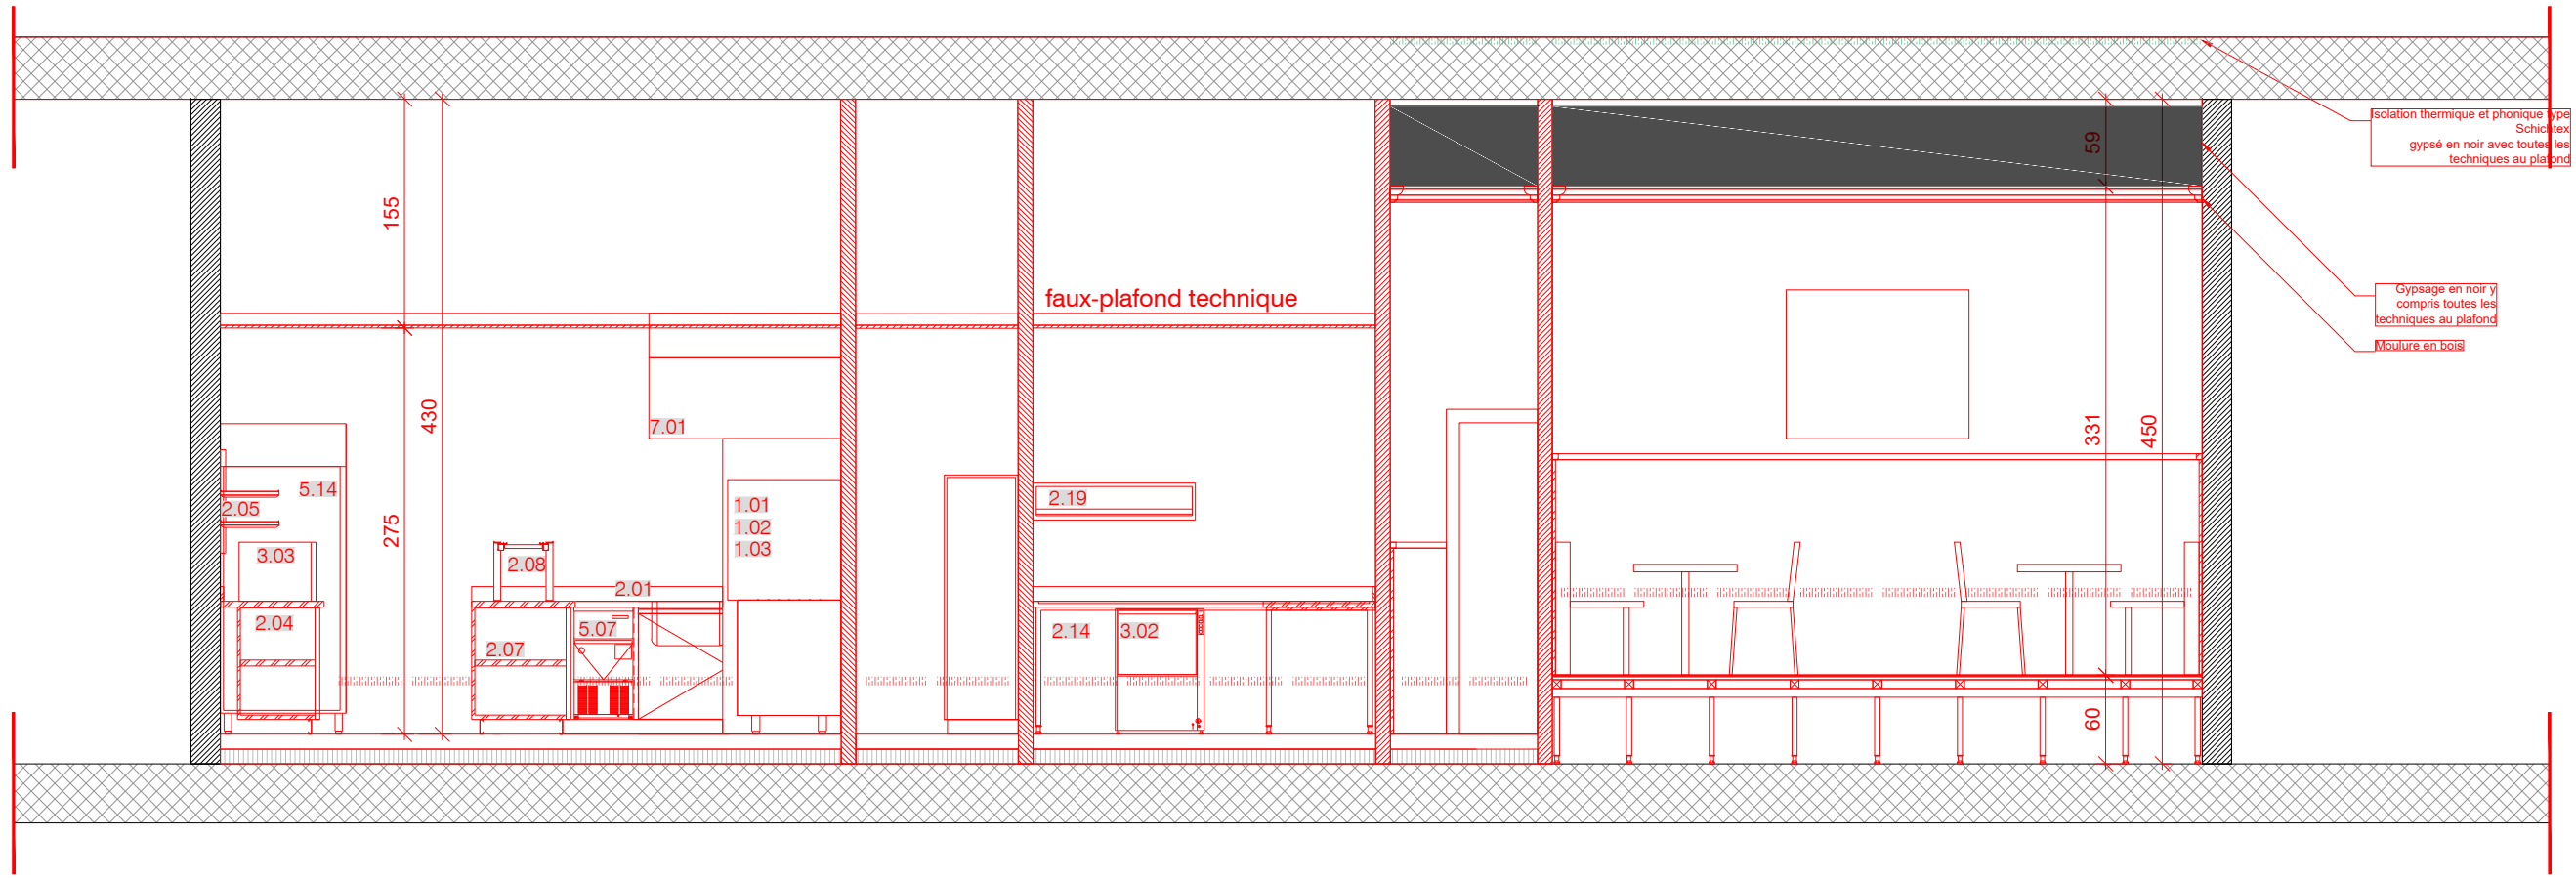 Isolation thermique et phonique type
Schichtex
gypsé en noir avec toutes les
techniques au plafond
59
155
faux-plafond technique
Gypsage en noir y
compris toutes les
techniques au plafond
Moulure en bois
430
7.01
331
450
5.14
2.05
275
1.01
1.02
1.03
2.19
3.03
2.08
2.01
2.04
5.07
2.07
2.14
3.02
60